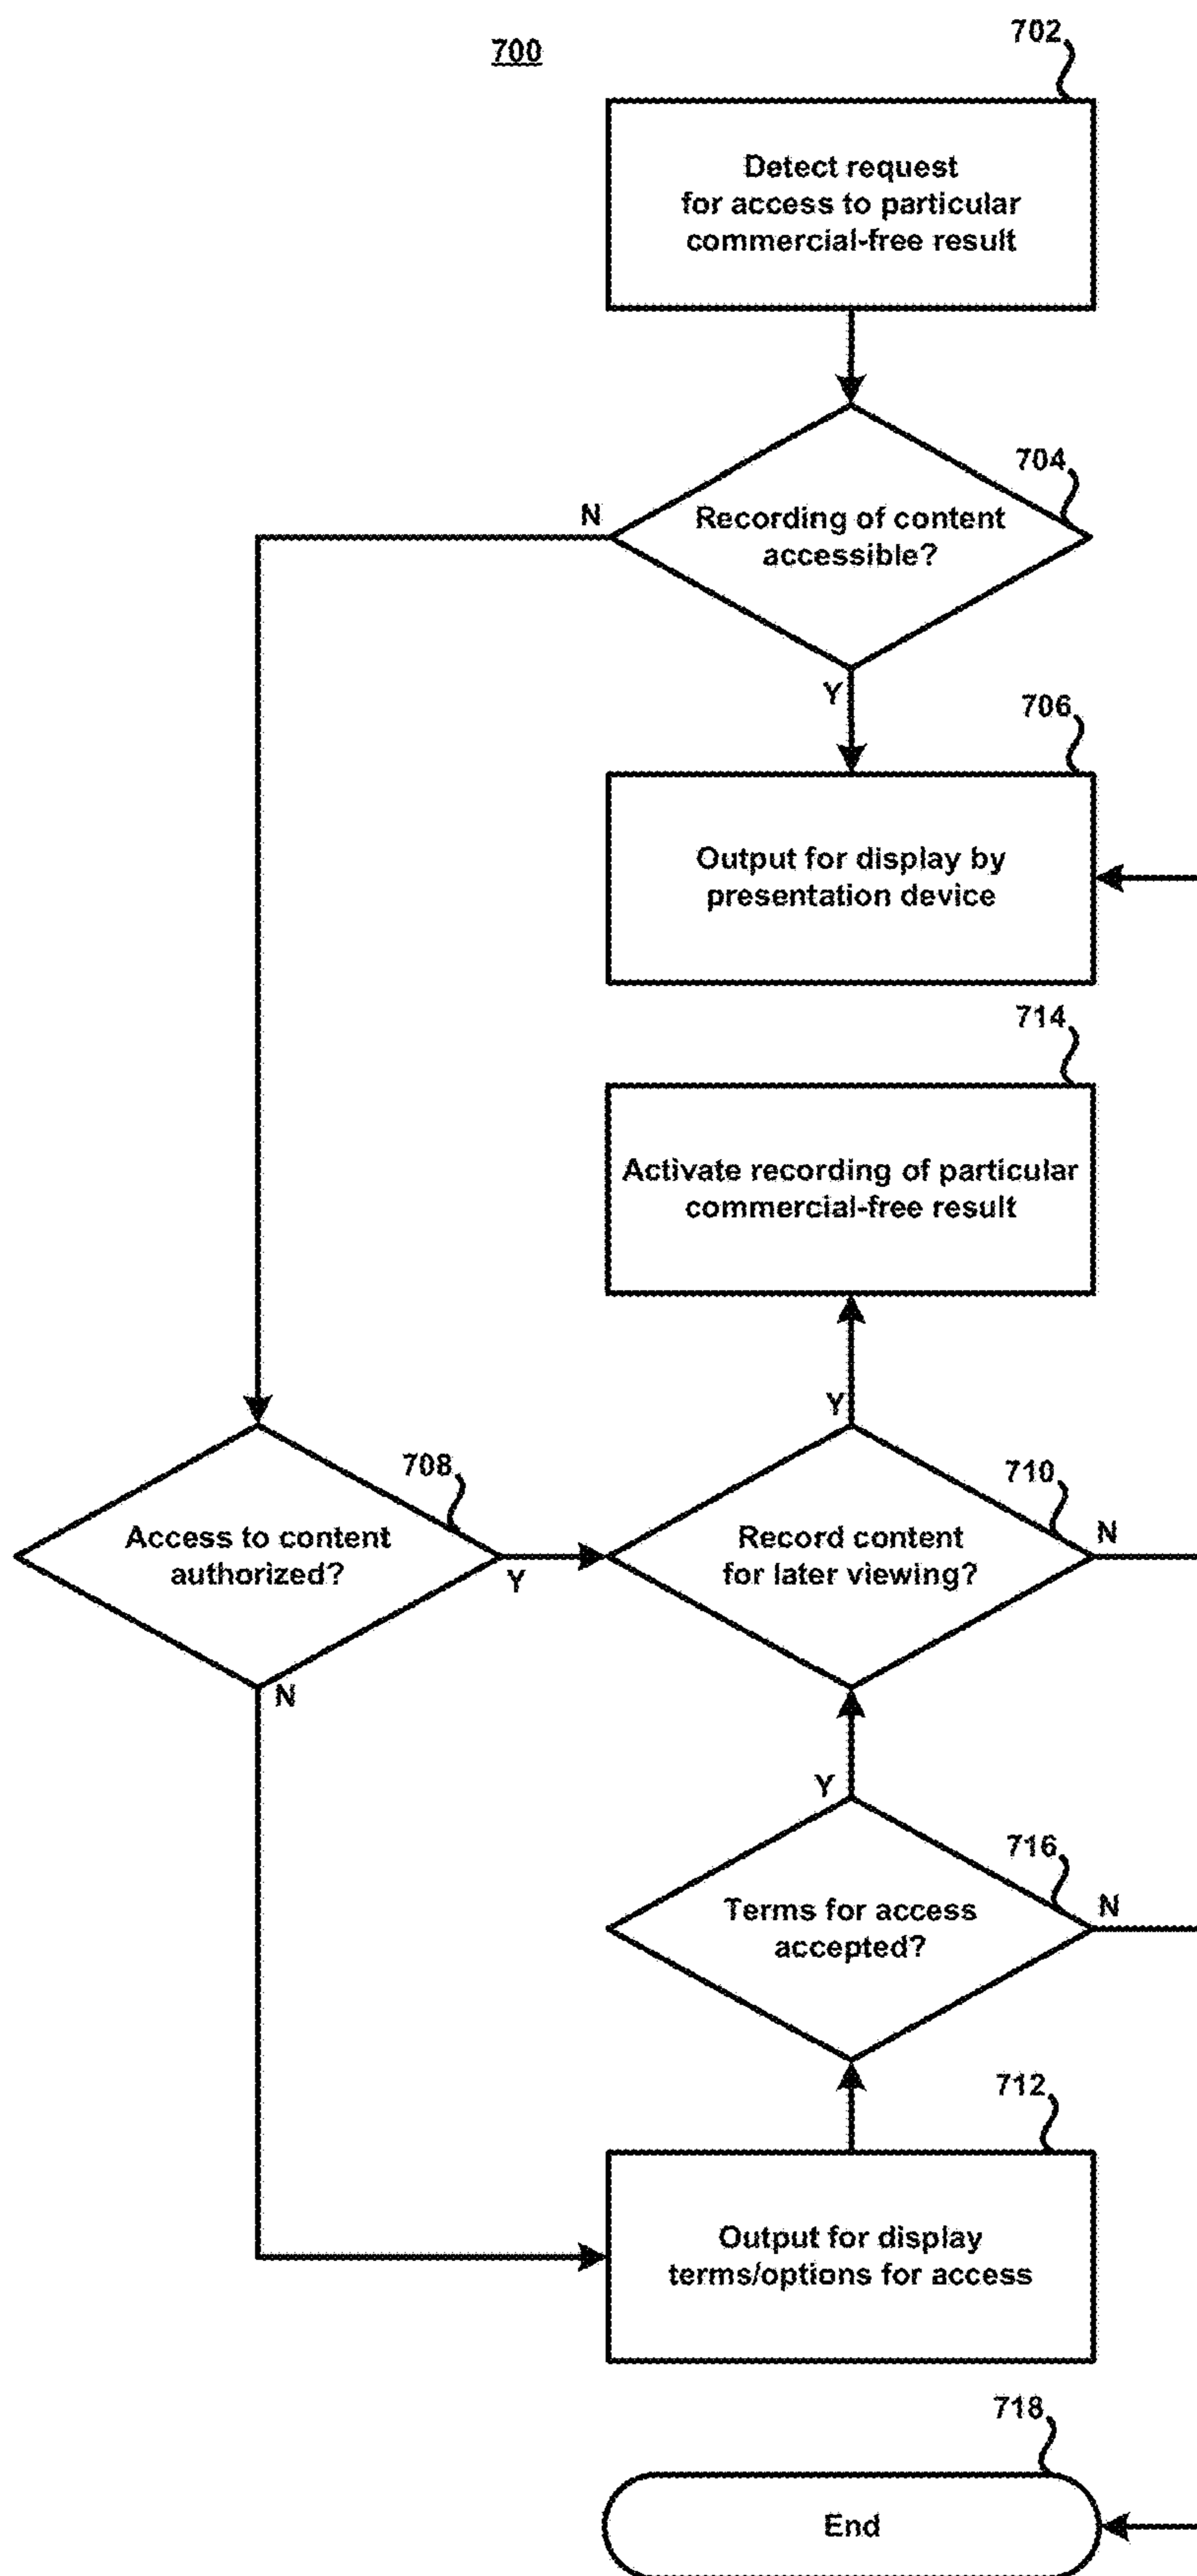 700
702
Detect request
for access to particular
commercial-free result
704
N
Recording of content
accessible?
Y
706
Output for display by
presentation device
714
Activate recording of particular
commercial-free result
Y
708
710
Access to content
authorized?
Y
Record content
for later viewing?
N
N
Y
716
Terms for access
accepted?
N
712
Output for display
terms/options for access
718
End